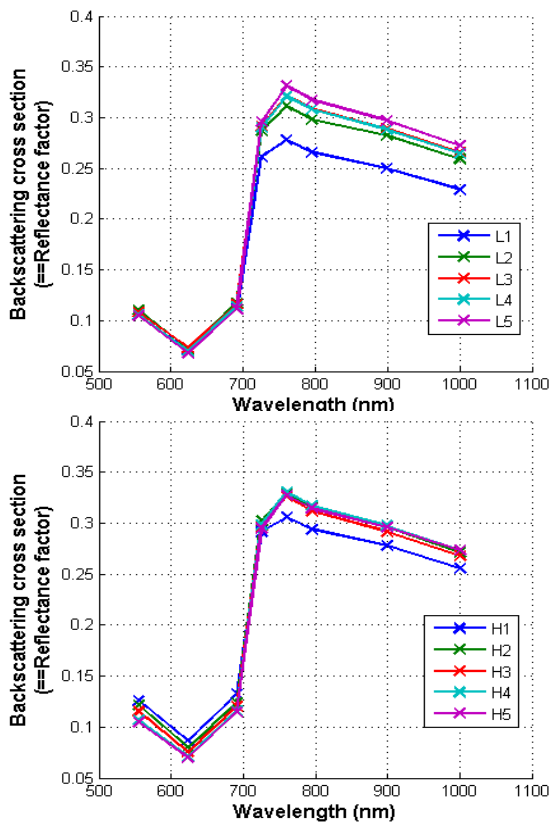 0.4
0.35
0.3
0.25
0.2
0.15
0.1
0.05
Backscattering cross section
(==Reflectance factor)
L1
L2
L3
L4
L5
500 600 700 800 900 1000 1100
Wavelength (nm)
0.4
0.35
0.3
0.25
0.2
0.15
0.1
0.05
Backscattering cross section
(==Reflectance factor)
H1
H2
H3
H4
H5
500 600 700 800 900 1000 1100
Wavelength (nm)